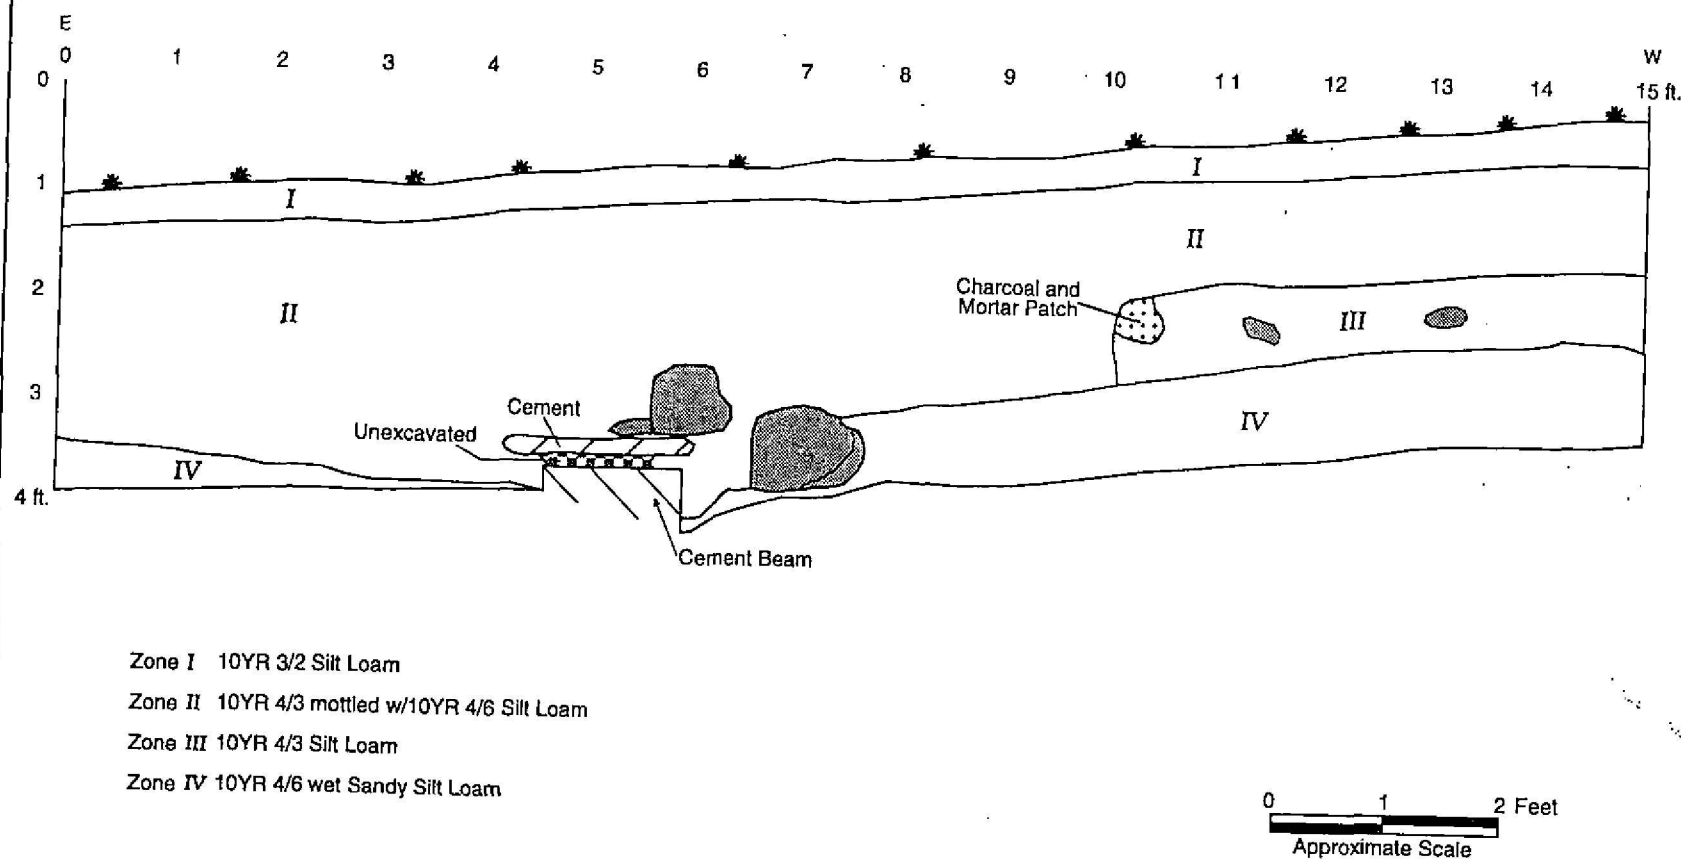 E
W
0 1 2 3 4 5 6 7 8 9 10 11 12 13 14 15 ft.
0
1
2
3
4 ft.
I
I
II
II
Charcoal and
Mortar Patch
III
Cement
Unexcavated
IV
IV
Cement Beam
Zone I 10YR 3/2 Silt Loam
Zone II 10YR 4/3 mottled w/10YR 4/6 Silt Loam
Zone III 10YR 4/3 Silt Loam
Zone IV 10YR 4/6 wet Sandy Silt Loam
0 1 2 Feet
Approximate Scale